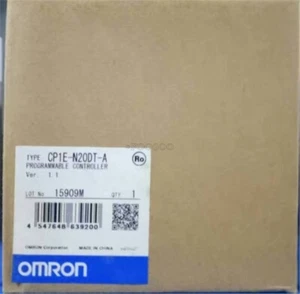 TYPE CP1E-N20DT-A
PROGRAMMABLE CONTROLLER
Ver. 1.1
Ro
LOT No. 15909M QTY. 1
4 547648 639200
OMRON Corporation MADE IN CHINA
OMRON